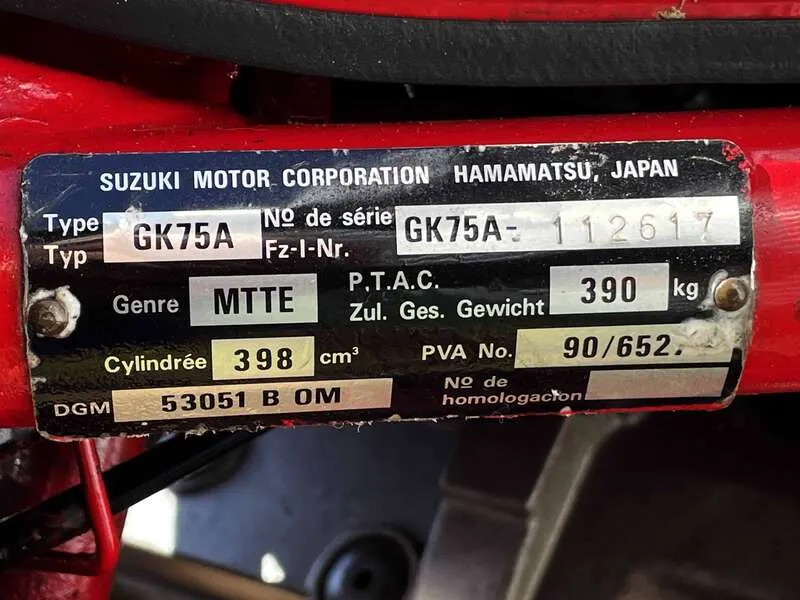 SUZUKI MOTOR CORPORATION HAMAMATSU, JAPAN
Type
Typ
GK75A
Nº de série
Fz-I-Nr.
GK75A- 112617
Genre MTTE
P.T.A.C.
Zul. Ges. Gewicht
390 kg
Cylindrée 398 cm³
PVA No. 90/652.
DGM 53051 B OM
Nº de
homologacion